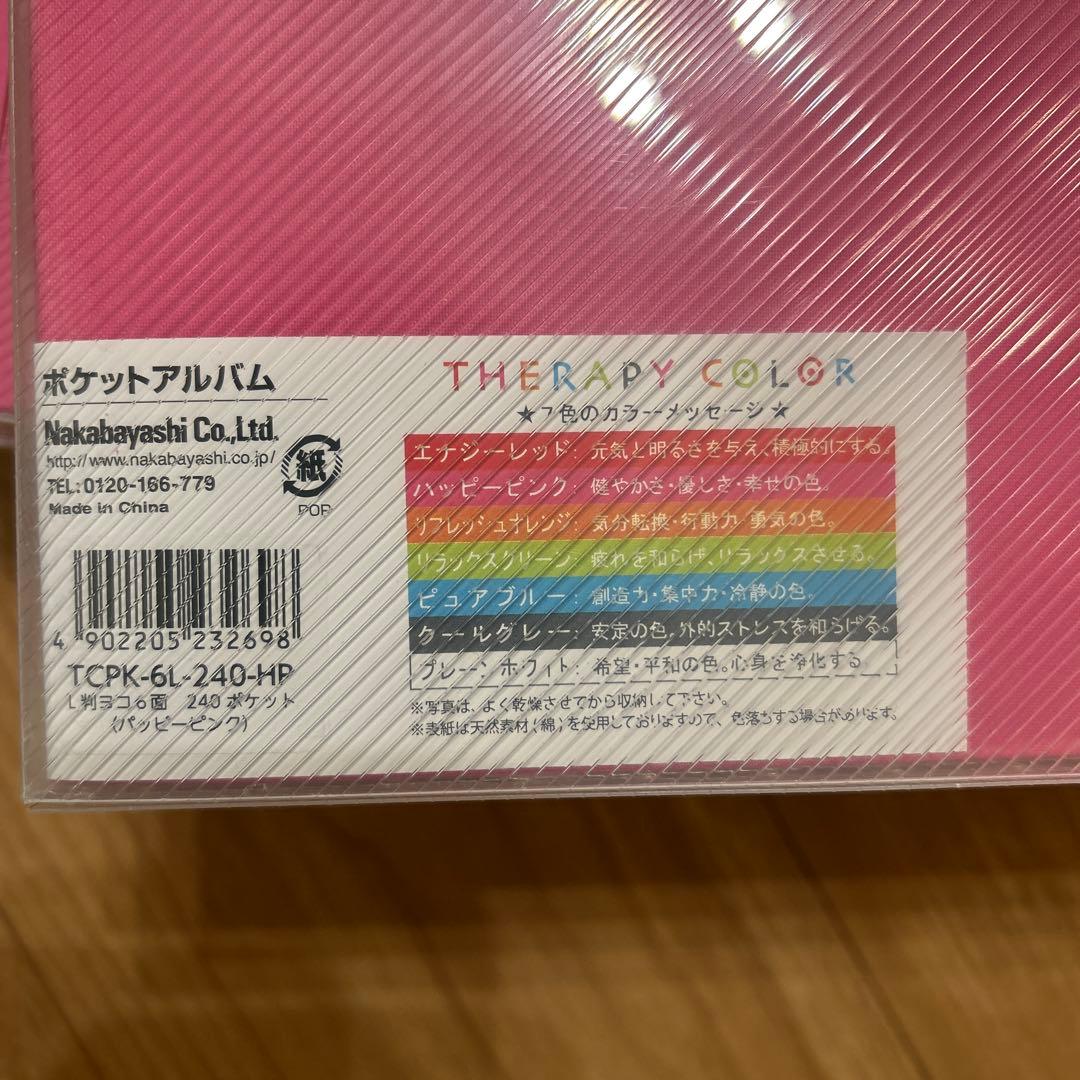 ポケットアルバム
Nakabayashi Co.,Ltd.
http://www.nakabayashi.co.jp/
TEL:0120-166-779
Made in China
紙
POP
4 902205 232698
TCPK-6L-240-HP
L判ヨコ6面 240ポケット
(ハッピーピンク)
THERAPY COLOR
★7色のカラーメッセージ★
エナジーレッド: 元気と明るさを与え、積極的にする。
ハッピーピンク: 健やかさ・優しさ・幸せの色。
リフレッシュオレンジ: 気分転換・行動力・勇気の色。
リラックスグリーン: 疲れを和らげ、リラックスさせる。
ピュアブルー: 創造力・集中力・冷静の色。
クールグレー: 安定の色。外的ストレスを和らげる。
プレーンホワイト: 希望・平和の色。心身を浄化する
※写真は、よく乾燥させてから収納して下さい。
※表紙は天然素材(綿)を使用しておりますので、色落ちする場合があります。